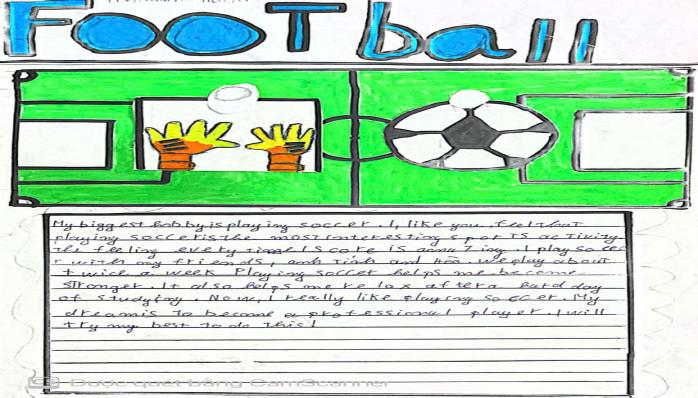 FOOTball
My biggest hobby is playing soccer. I, like you, feel that
playing soccer is the most interesting sports activity
the feeling every time I score is amazing. I play socce
r with my friends, anh Tinh and Hòa. We play about
twice a week Playing soccer helps me become
stronger. It also helps me relax after a hard day
of studying. Now, I really like playing soccer. My
dream is to become a professional player. I will
try my best to do this!
Được quét bằng CamScanner